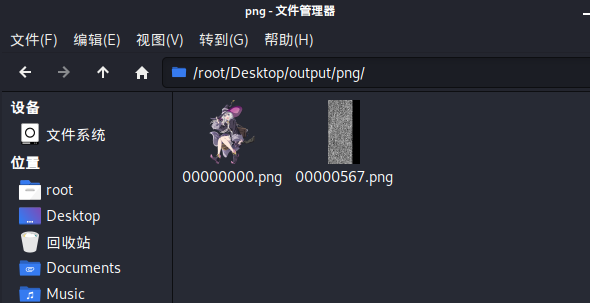 png - 文件管理器
文件(F) 编辑(E) 视图(V) 转到(G) 帮助(H)
/root/Desktop/output/png/
设备
文件系统
位置
root
Desktop
回收站
Documents
Music
00000000.png 00000567.png